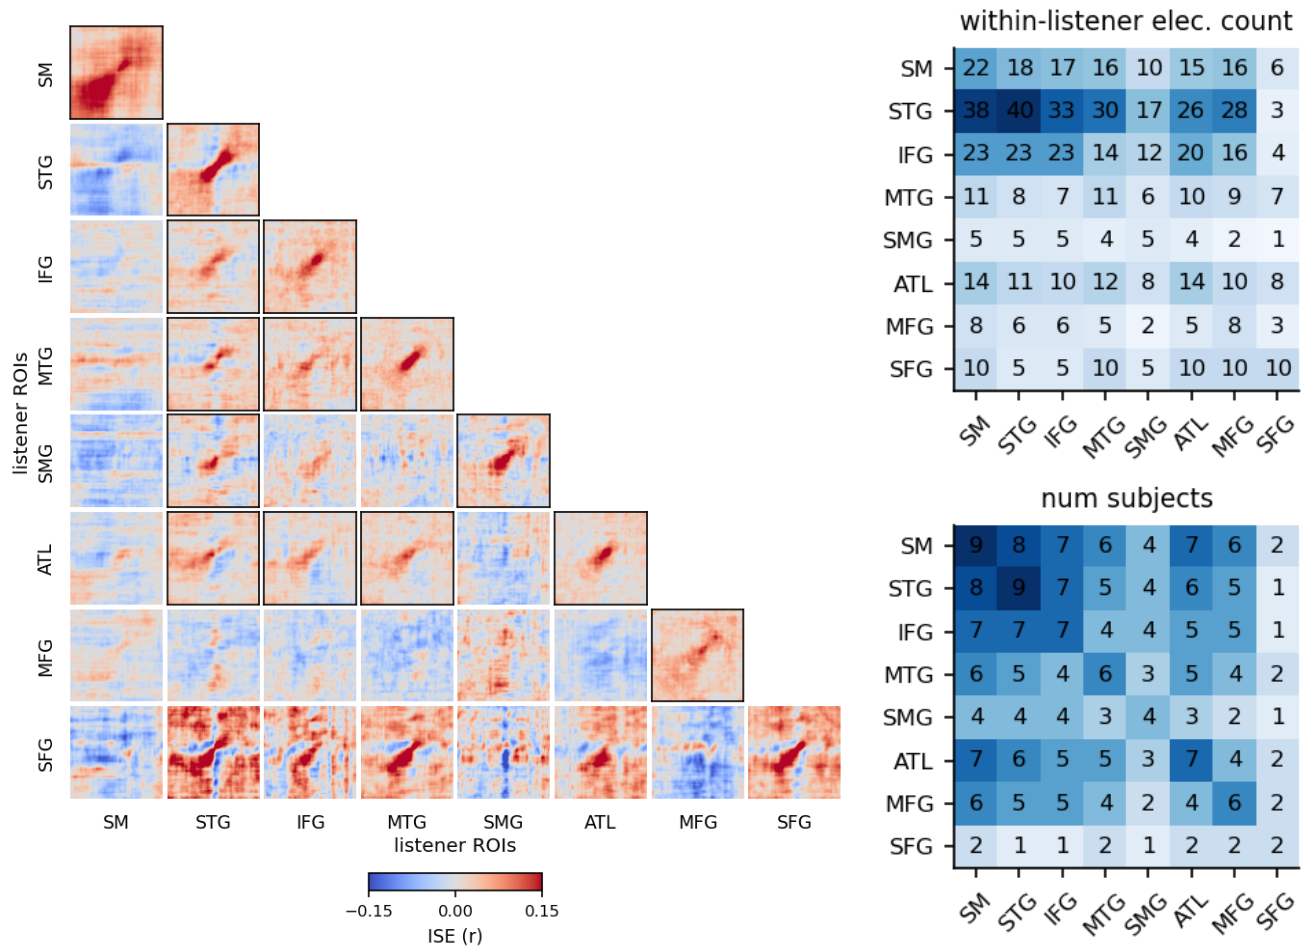 SM
STG
IFG
MTG
SMG
ATL
MFG
SFG
listener ROIs
SM STG IFG MTG SMG ATL MFG SFG
listener ROIs
−0.15 0.00 0.15
ISE (r)
within-listener elec. count
SM 22 18 17 16 10 15 16 6
STG 38 40 33 30 17 26 28 3
IFG 23 23 23 14 12 20 16 4
MTG 11 8 7 11 6 10 9 7
SMG 5 5 5 4 5 4 2 1
ATL 14 11 10 12 8 14 10 8
MFG 8 6 6 5 2 5 8 3
SFG 10 5 5 10 5 10 10 10
SM STG IFG MTG SMG ATL MFG SFG
num subjects
SM 9 8 7 6 4 7 6 2
STG 8 9 7 5 4 6 5 1
IFG 7 7 7 4 4 5 5 1
MTG 6 5 4 6 3 5 4 2
SMG 4 4 4 3 4 3 2 1
ATL 7 6 5 5 3 7 4 2
MFG 6 5 5 4 2 4 6 2
SFG 2 1 1 2 1 2 2 2
SM STG IFG MTG SMG ATL MFG SFG